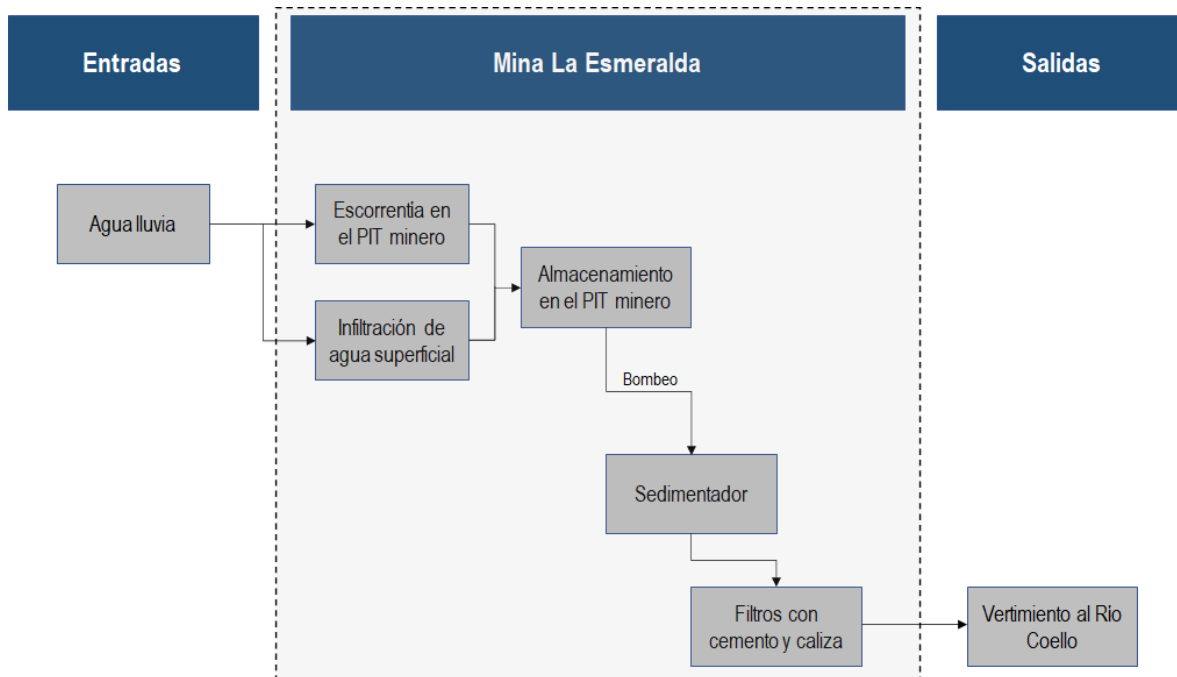 Entradas
Mina La Esmeralda
Salidas
Agua lluvia
Escorrentía en
el PIT minero
Almacenamiento
en el PIT minero
Infiltración de
agua superficial
Bombeo
Sedimentador
Filtros con
cemento y caliza
Vertimiento al Río
Coello